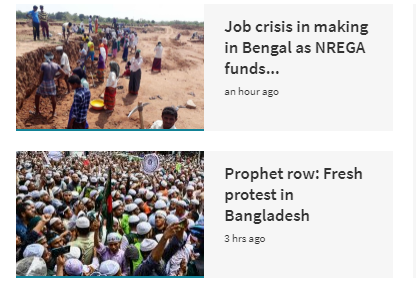 Job crisis in making
in Bengal as NREGA
funds...
an hour ago
Prophet row: Fresh
protest in
Bangladesh
3 hrs ago